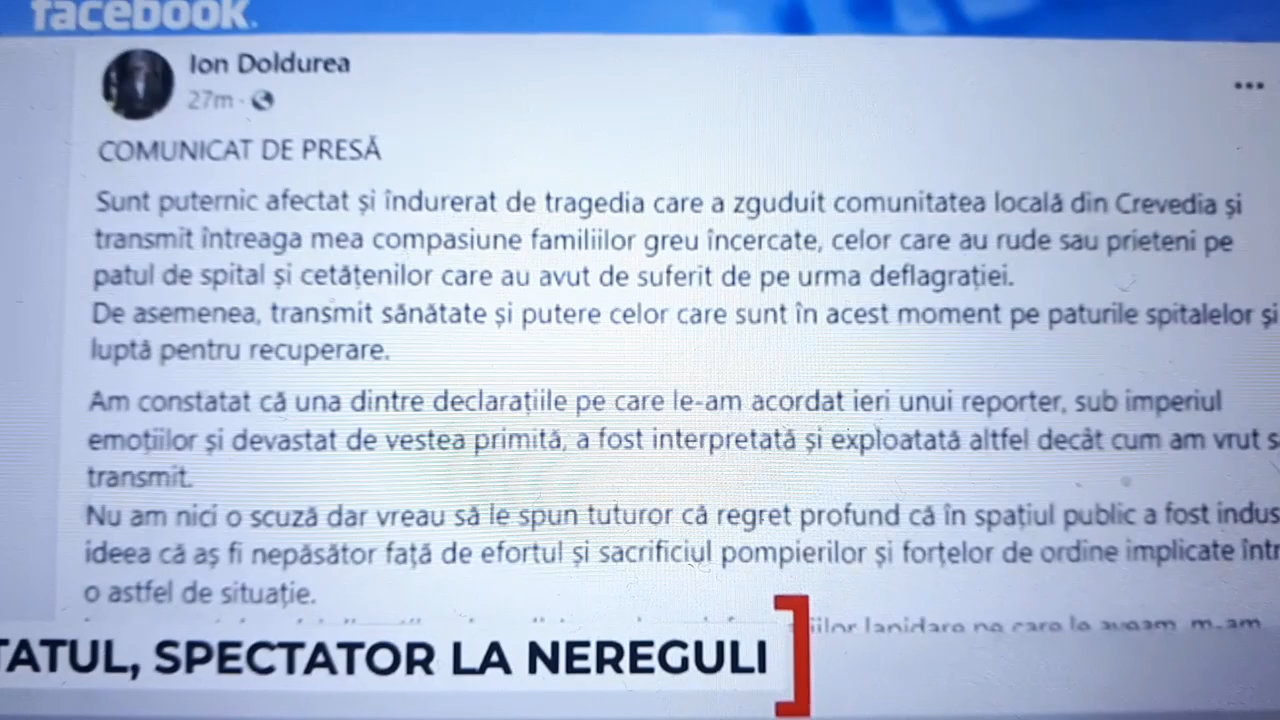 facebook.
Ion Doldurea
27m
COMUNICAT DE PRESĂ
Sunt puternic afectat și îndurerat de tragedia care a zguduit comunitatea locală din Crevedia și
transmit întreaga mea compasiune familiilor greu încercate, celor care au rude sau prieteni pe
patul de spital și cetățenilor care au avut de suferit de pe urma deflagrației.
De asemenea, transmit sănătate și putere celor care sunt în acest moment pe paturile spitalelor și
luptă pentru recuperare.
Am constatat că una dintre declarațiile pe care le-am acordat ieri unui reporter, sub imperiul
emoțiilor și devastat de vestea primită, a fost interpretată și exploatată altfel decât cum am vrut s
transmit.
Nu am nici o scuză dar vreau să le spun tuturor că regret profund că în spațiul public a fost indus
ideea că aș fi nepăsător față de efortul și sacrificiul pompierilor și forțelor de ordine implicate într
o astfel de situație.
lapidare pe care le aveam, m-am
TATUL, SPECTATOR LA NEREGULI